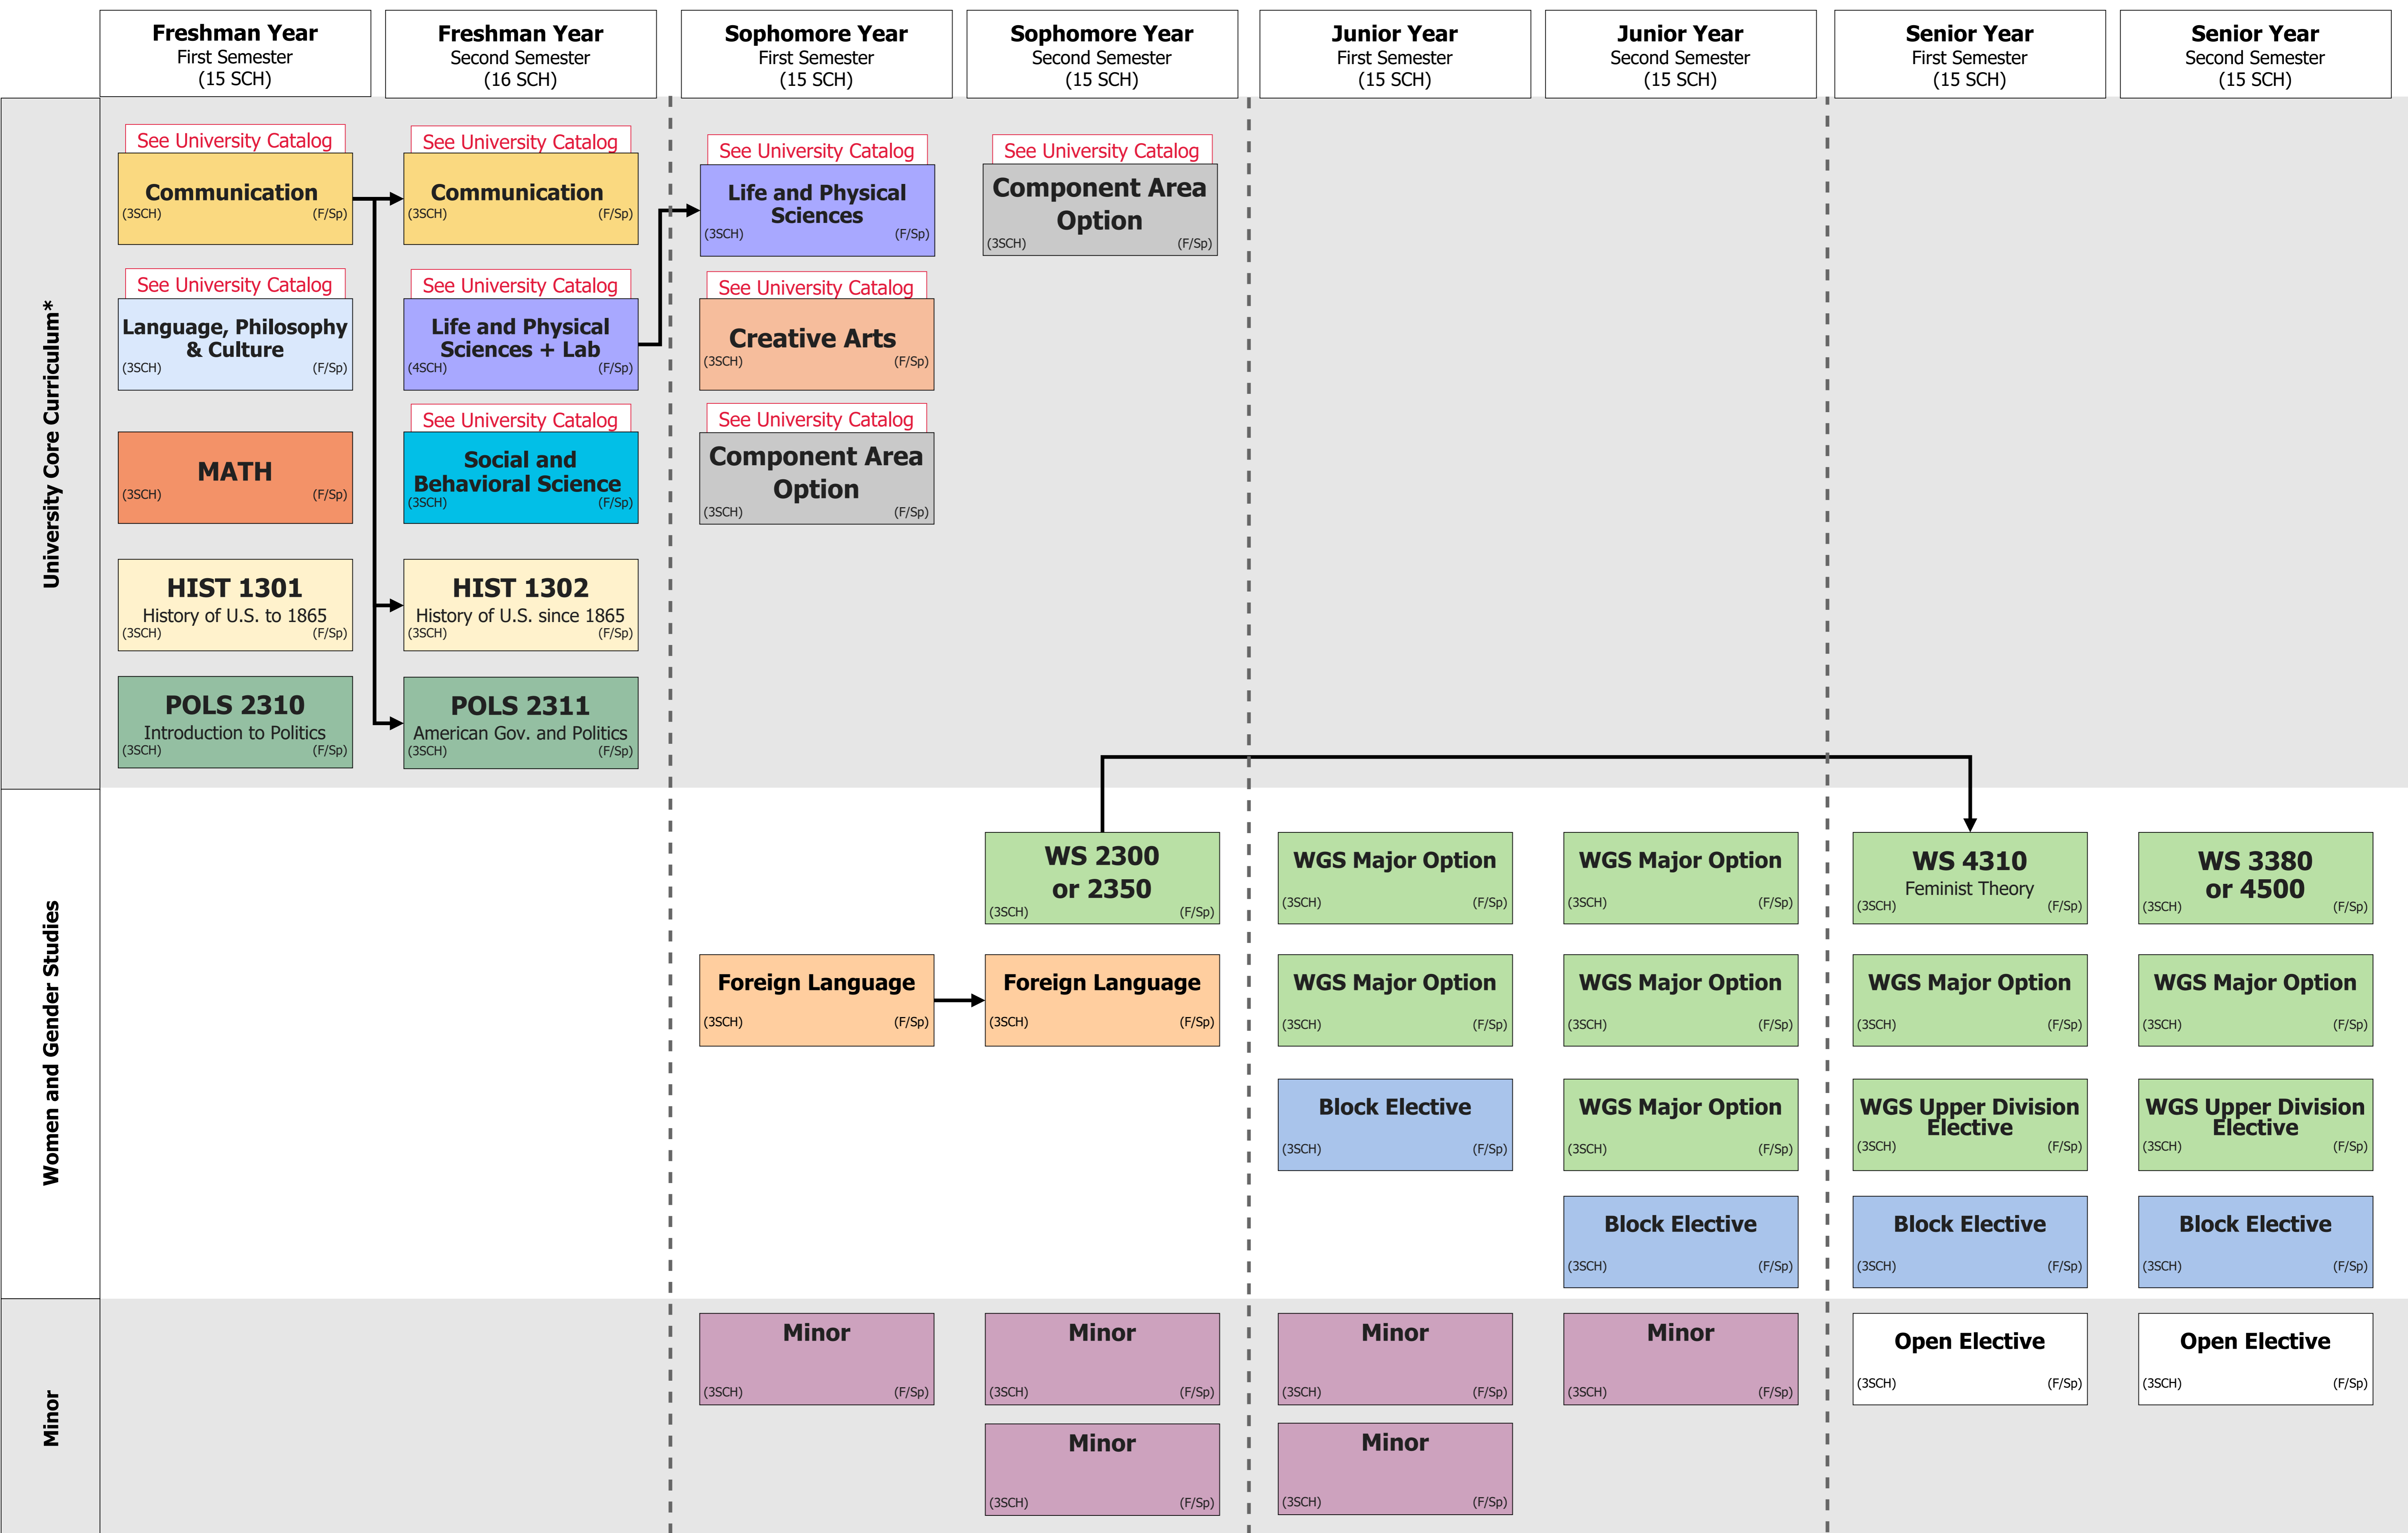 Freshman Year
First Semester
(15 SCH)
Freshman Year
Second Semester
(16 SCH)
Sophomore Year
First Semester
(15 SCH)
Sophomore Year
Second Semester
(15 SCH)
Junior Year
First Semester
(15 SCH)
Junior Year
Second Semester
(15 SCH)
Senior Year
First Semester
(15 SCH)
Senior Year
Second Semester
(15 SCH)
University Core Curriculum*
See University Catalog
Communication
(3SCH) (F/Sp)
See University Catalog
Communication
(3SCH) (F/Sp)
See University Catalog
Life and Physical
Sciences
(3SCH) (F/Sp)
See University Catalog
Component Area
Option
(3SCH) (F/Sp)
See University Catalog
Language, Philosophy
& Culture
(3SCH) (F/Sp)
See University Catalog
Life and Physical
Sciences + Lab
(4SCH) (F/Sp)
See University Catalog
Creative Arts
(3SCH) (F/Sp)
MATH
(3SCH) (F/Sp)
See University Catalog
Social and
Behavioral Science
(3SCH) (F/Sp)
See University Catalog
Component Area
Option
(3SCH) (F/Sp)
HIST 1301
History of U.S. to 1865
(3SCH) (F/Sp)
HIST 1302
History of U.S. since 1865
(3SCH) (F/Sp)
POLS 2310
Introduction to Politics
(3SCH) (F/Sp)
POLS 2311
American Gov. and Politics
(3SCH) (F/Sp)
Women and Gender Studies
WS 2300
or 2350
(3SCH) (F/Sp)
WGS Major Option
(3SCH) (F/Sp)
WGS Major Option
(3SCH) (F/Sp)
WS 4310
Feminist Theory
(3SCH) (F/Sp)
WS 3380
or 4500
(3SCH) (F/Sp)
Foreign Language
(3SCH) (F/Sp)
Foreign Language
(3SCH) (F/Sp)
WGS Major Option
(3SCH) (F/Sp)
WGS Major Option
(3SCH) (F/Sp)
WGS Major Option
(3SCH) (F/Sp)
WGS Major Option
(3SCH) (F/Sp)
Block Elective
(3SCH) (F/Sp)
WGS Major Option
(3SCH) (F/Sp)
WGS Upper Division
Elective
(3SCH) (F/Sp)
WGS Upper Division
Elective
(3SCH) (F/Sp)
Block Elective
(3SCH) (F/Sp)
Block Elective
(3SCH) (F/Sp)
Block Elective
(3SCH) (F/Sp)
Minor
Minor
(3SCH) (F/Sp)
Minor
(3SCH) (F/Sp)
Minor
(3SCH) (F/Sp)
Minor
(3SCH) (F/Sp)
Open Elective
(3SCH) (F/Sp)
Open Elective
(3SCH) (F/Sp)
Minor
(3SCH) (F/Sp)
Minor
(3SCH) (F/Sp)